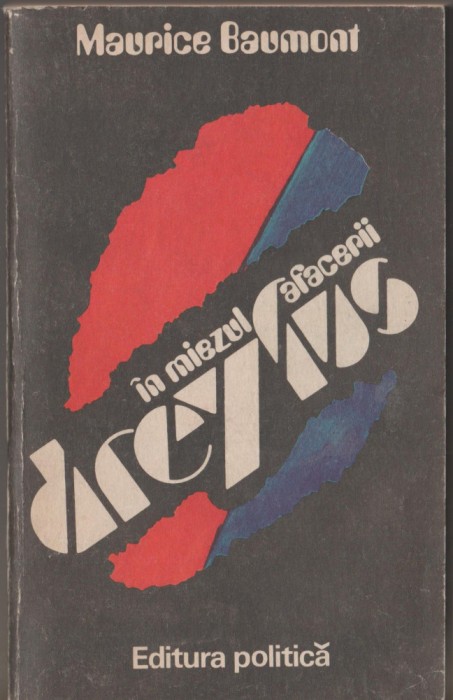 Maurice Baumont
în miezul afacerii
dreyfus
Editura politică